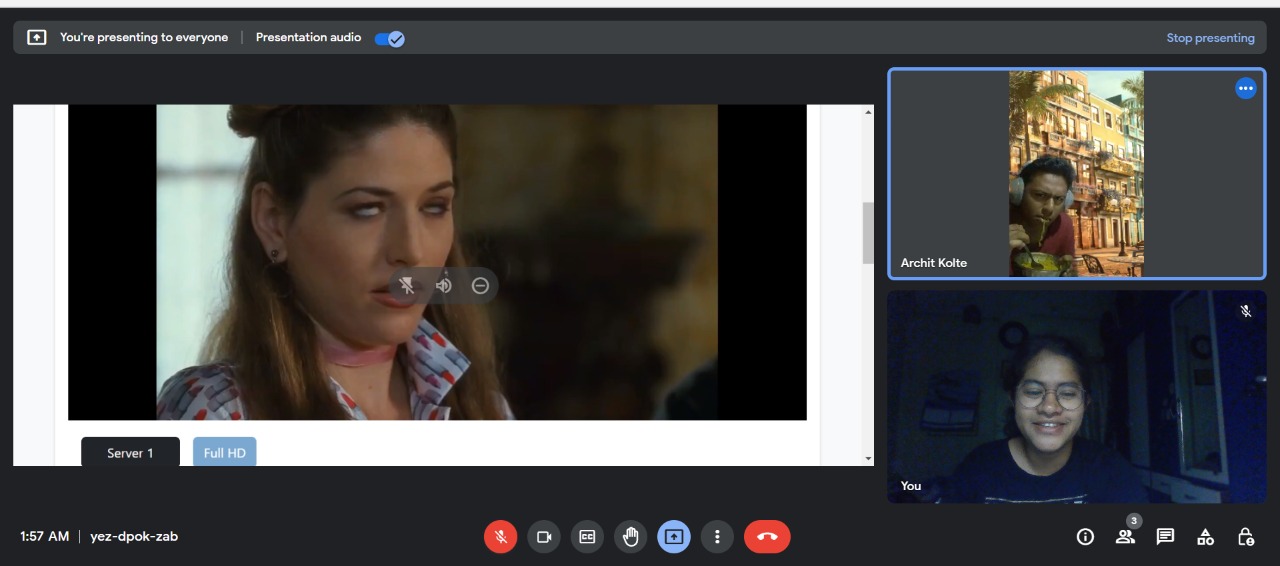 You're presenting to everyone
Presentation audio
Stop presenting
Archit Kolte
Server 1
Full HD
You
1:57 AM | yez-dpok-zab
CC
3